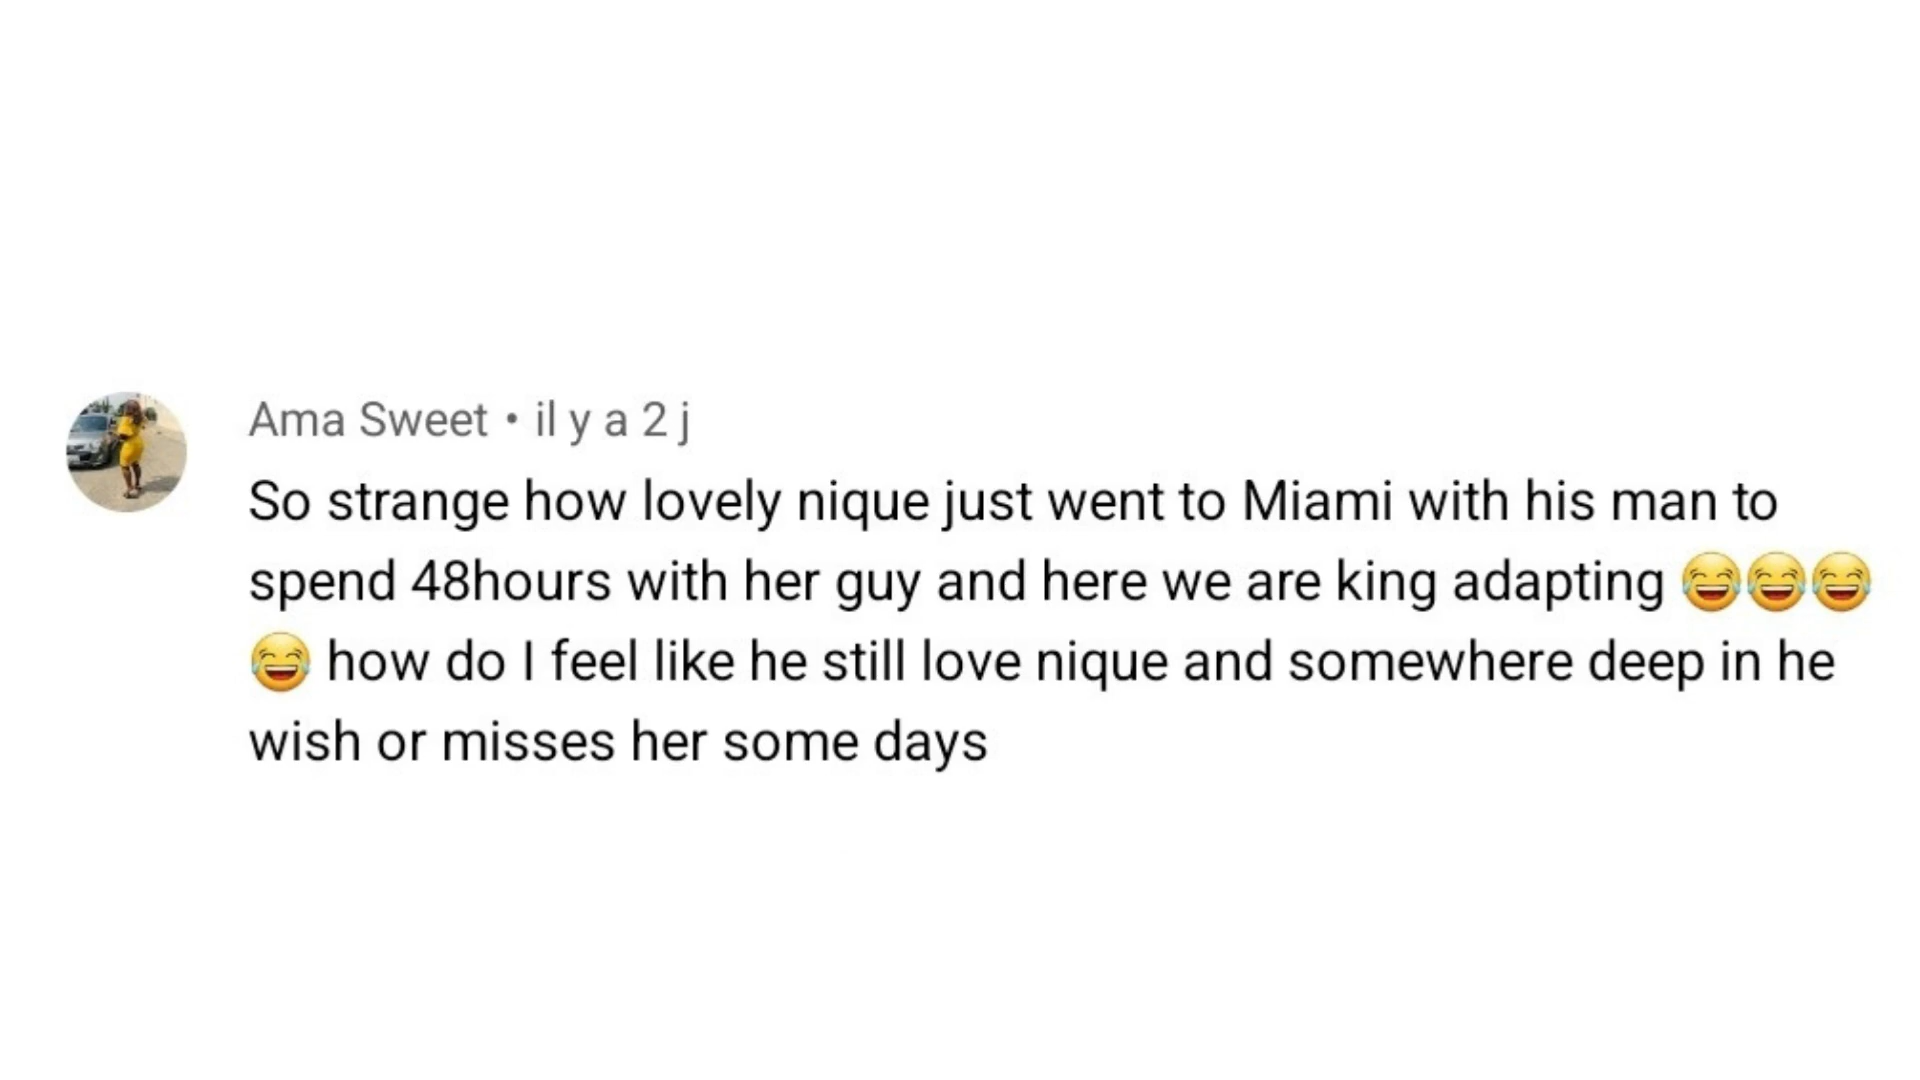 Ama Sweet • il y a 2 j
So strange how lovely nique just went to Miami with his man to
spend 48hours with her guy and here we are king adapting 😂😂😂
😂 how do I feel like he still love nique and somewhere deep in he
wish or misses her some days